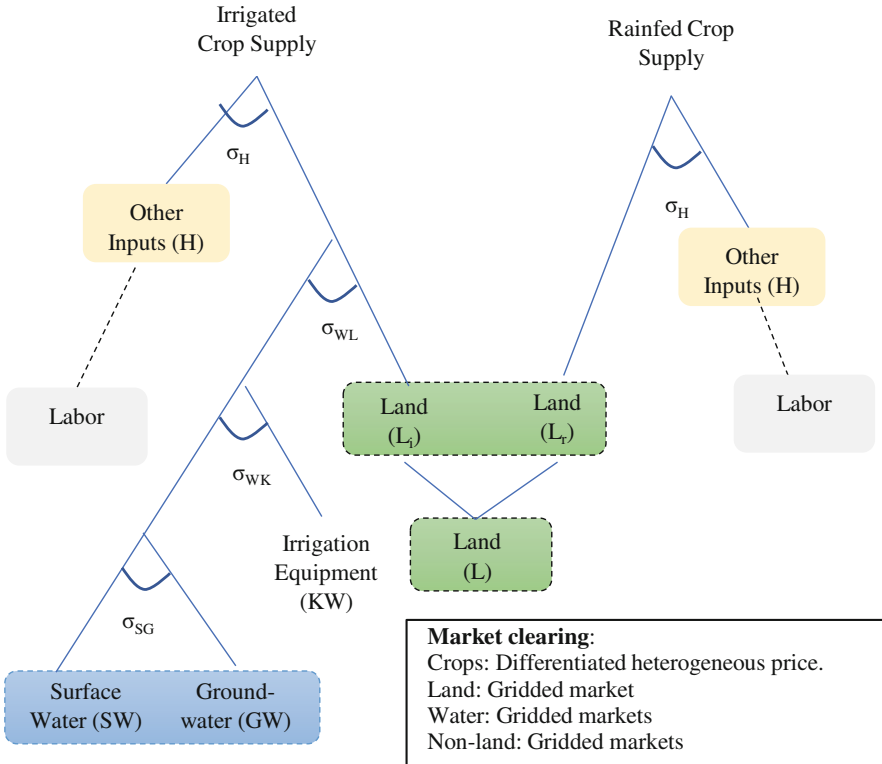 Irrigated
Crop Supply
Rainfed Crop
Supply
σH
σH
Other
Inputs (H)
Other
Inputs (H)
σWL
Labor
Land
(Li)
Land
(Lr)
Labor
σWK
Irrigation
Equipment
(KW)
Land
(L)
σSG
Surface
Water (SW)
Ground-
water (GW)
Market clearing:
Crops: Differentiated heterogeneous price.
Land: Gridded market
Water: Gridded markets
Non-land: Gridded markets